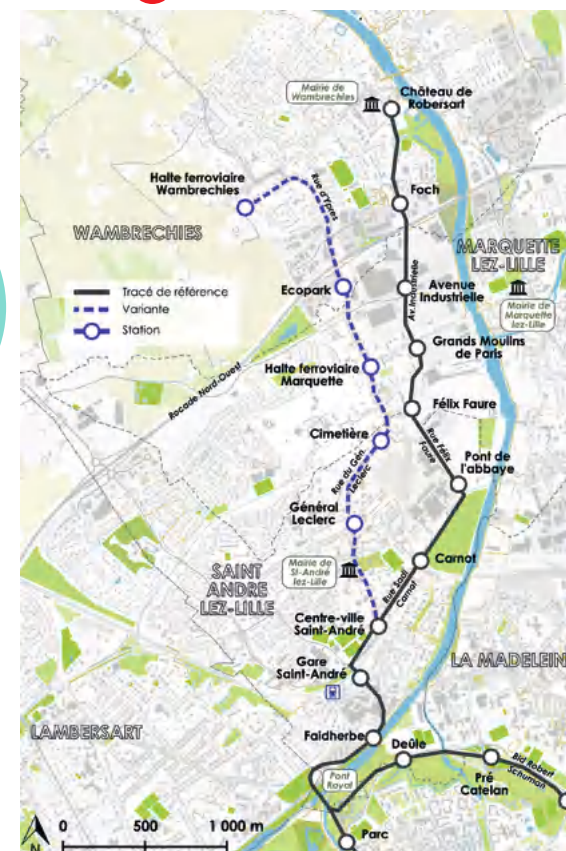 Mairie de
Wambrechies
Château de
Robersart
Halte ferroviaire
Wambrechies
Rue d'Ypres
Foch
WAMBRECHIES
MARQUETTE
LEZ-LILLE
Tracé de référence
Variante
Station
Ecopark
Av. Industrielle
Avenue
Industrielle
Mairie de
Marquette
lez-Lille
Grands Moulins
de Paris
Rocade Nord-Ouest
Halte ferroviaire
Marquette
Félix Faure
Cimetière
Rue Félix
Faure
Rue du Gén.
Leclerc
Pont de
l'abbaye
Général
Leclerc
Mairie de
St-André
lez-Lille
Carnot
SAINT
ANDRE
LEZ-LILLE
Rue Sadi
Carnot
Centre-ville
Saint-André
Gare
Saint-André
LA MADELEIN
LAMBERSART
Faidherbe
Deûle
Pont
Royal
Pré
Catelan
Bld Robert
Schuman
Parc
0 500 1 000 m
N